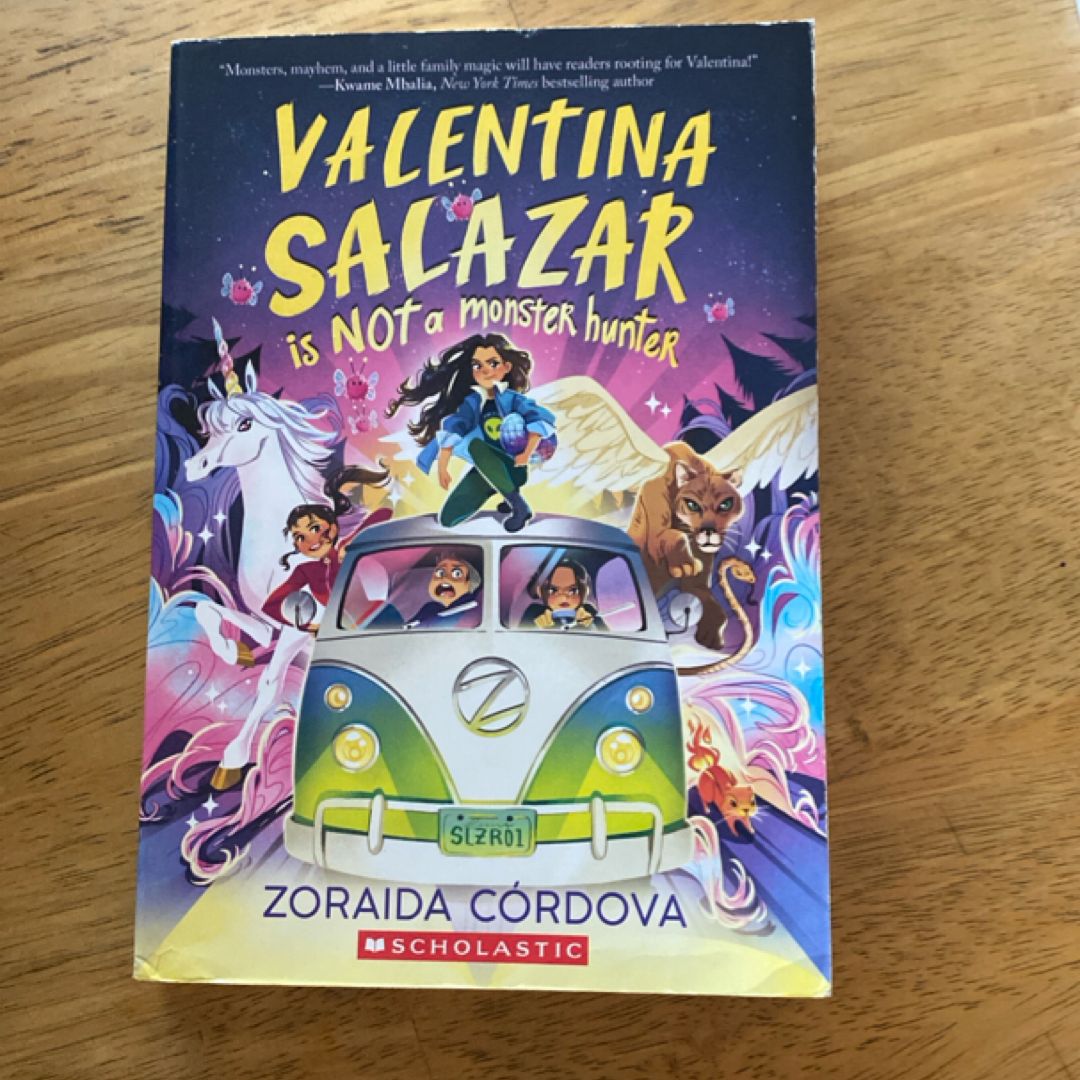 "Monsters, mayhem, and a little family magic will have readers rooting for Valentina!"
—Kwame Mbalia, New York Times bestselling author
VALENTINA
SALAZAR
is NOT a monster hunter
SLZR01
ZORAIDA CÓRDOVA
SCHOLASTIC